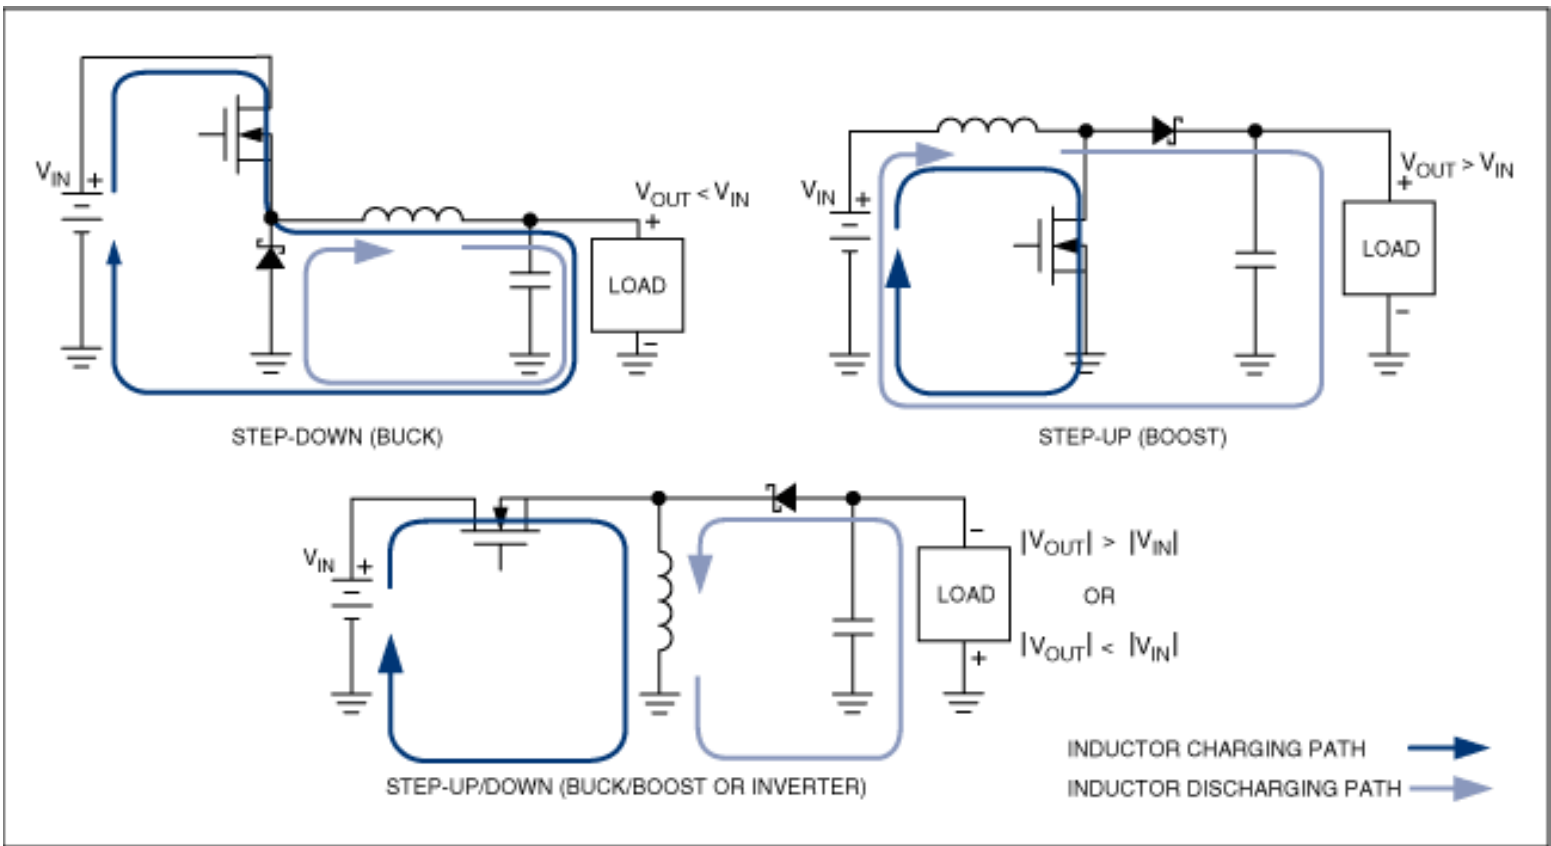 VIN
+
VOUT < VIN
+
LOAD
−
STEP-DOWN (BUCK)
VIN
+
VOUT > VIN
+
LOAD
−
STEP-UP (BOOST)
VIN
+
−
LOAD
+
|VOUT| > |VIN|
OR
|VOUT| < |VIN|
STEP-UP/DOWN (BUCK/BOOST OR INVERTER)
INDUCTOR CHARGING PATH
INDUCTOR DISCHARGING PATH